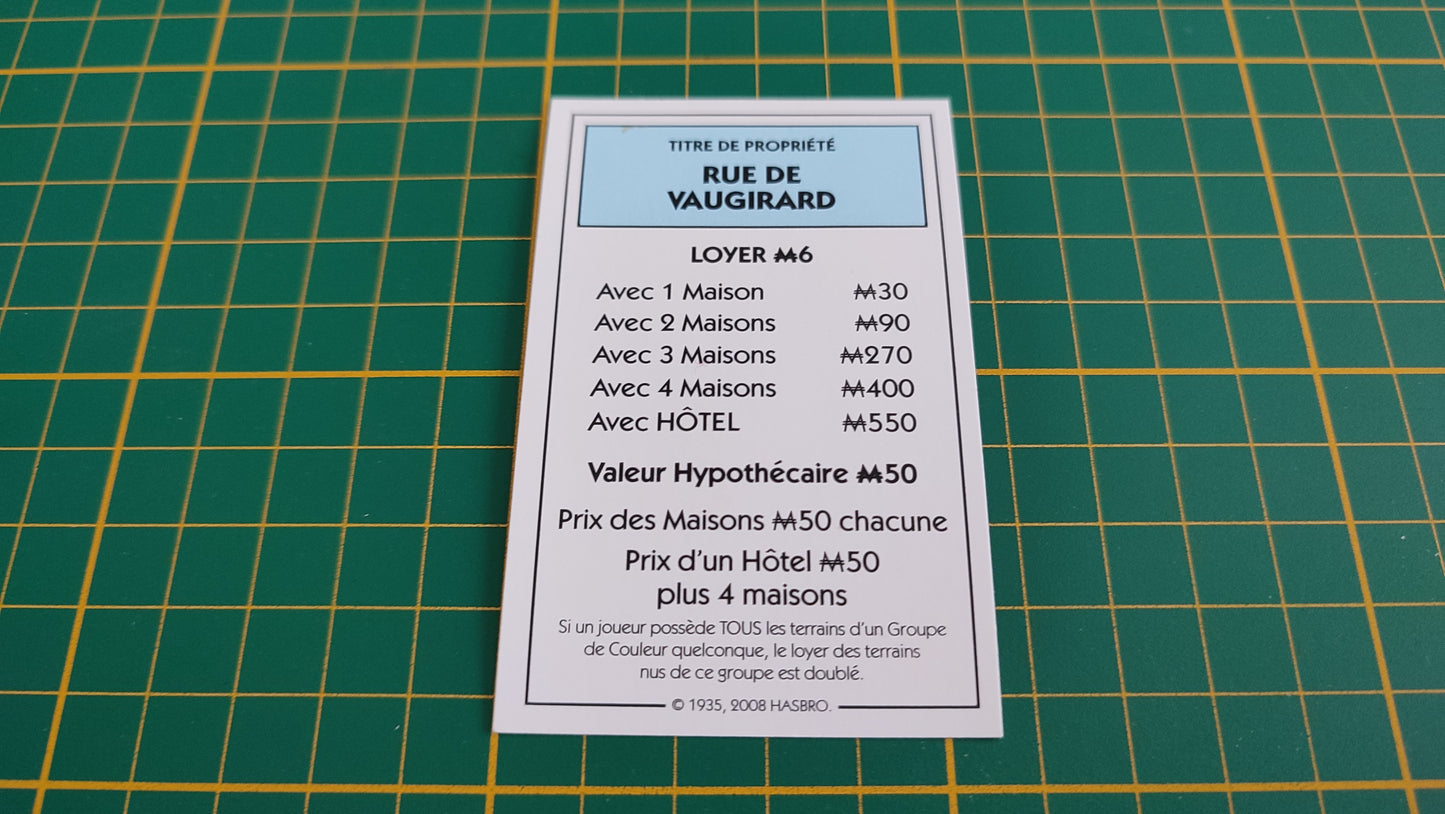 TITRE DE PROPRIÉTÉ
RUE DE
VAUGIRARD
LOYER ₩6
Avec 1 Maison ₩30
Avec 2 Maisons ₩90
Avec 3 Maisons ₩270
Avec 4 Maisons ₩400
Avec HÔTEL ₩550
Valeur Hypothécaire ₩50
Prix des Maisons ₩50 chacune
Prix d'un Hôtel ₩50
plus 4 maisons
Si un joueur possède TOUS les terrains d'un Groupe
de Couleur quelconque, le loyer des terrains
nus de ce groupe est doublé.
© 1935, 2008 HASBRO.